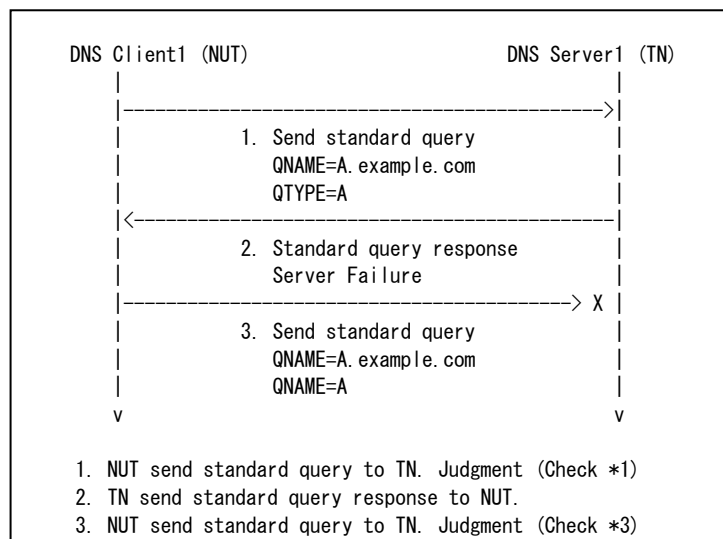 DNS Client1 (NUT) DNS Server1 (TN)
1. Send standard query
QNAME=A.example.com
QTYPE=A
2. Standard query response
Server Failure
X
3. Send standard query
QNAME=A.example.com
QNAME=A
v v
1. NUT send standard query to TN. Judgment (Check *1)
2. TN send standard query response to NUT.
3. NUT send standard query to TN. Judgment (Check *3)